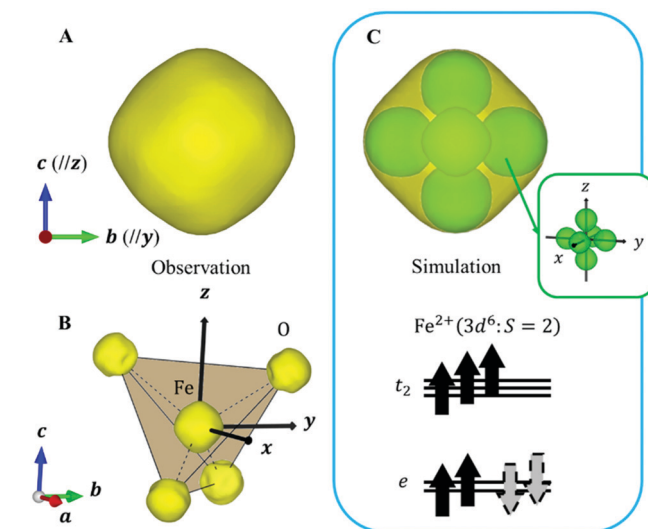 A
C
c (//z)
b (//y)
Observation
Simulation
z
y
x
B
z
O
Fe
y
x
c
b
a
Fe²⁺(3d⁶: S = 2)
t₂
e